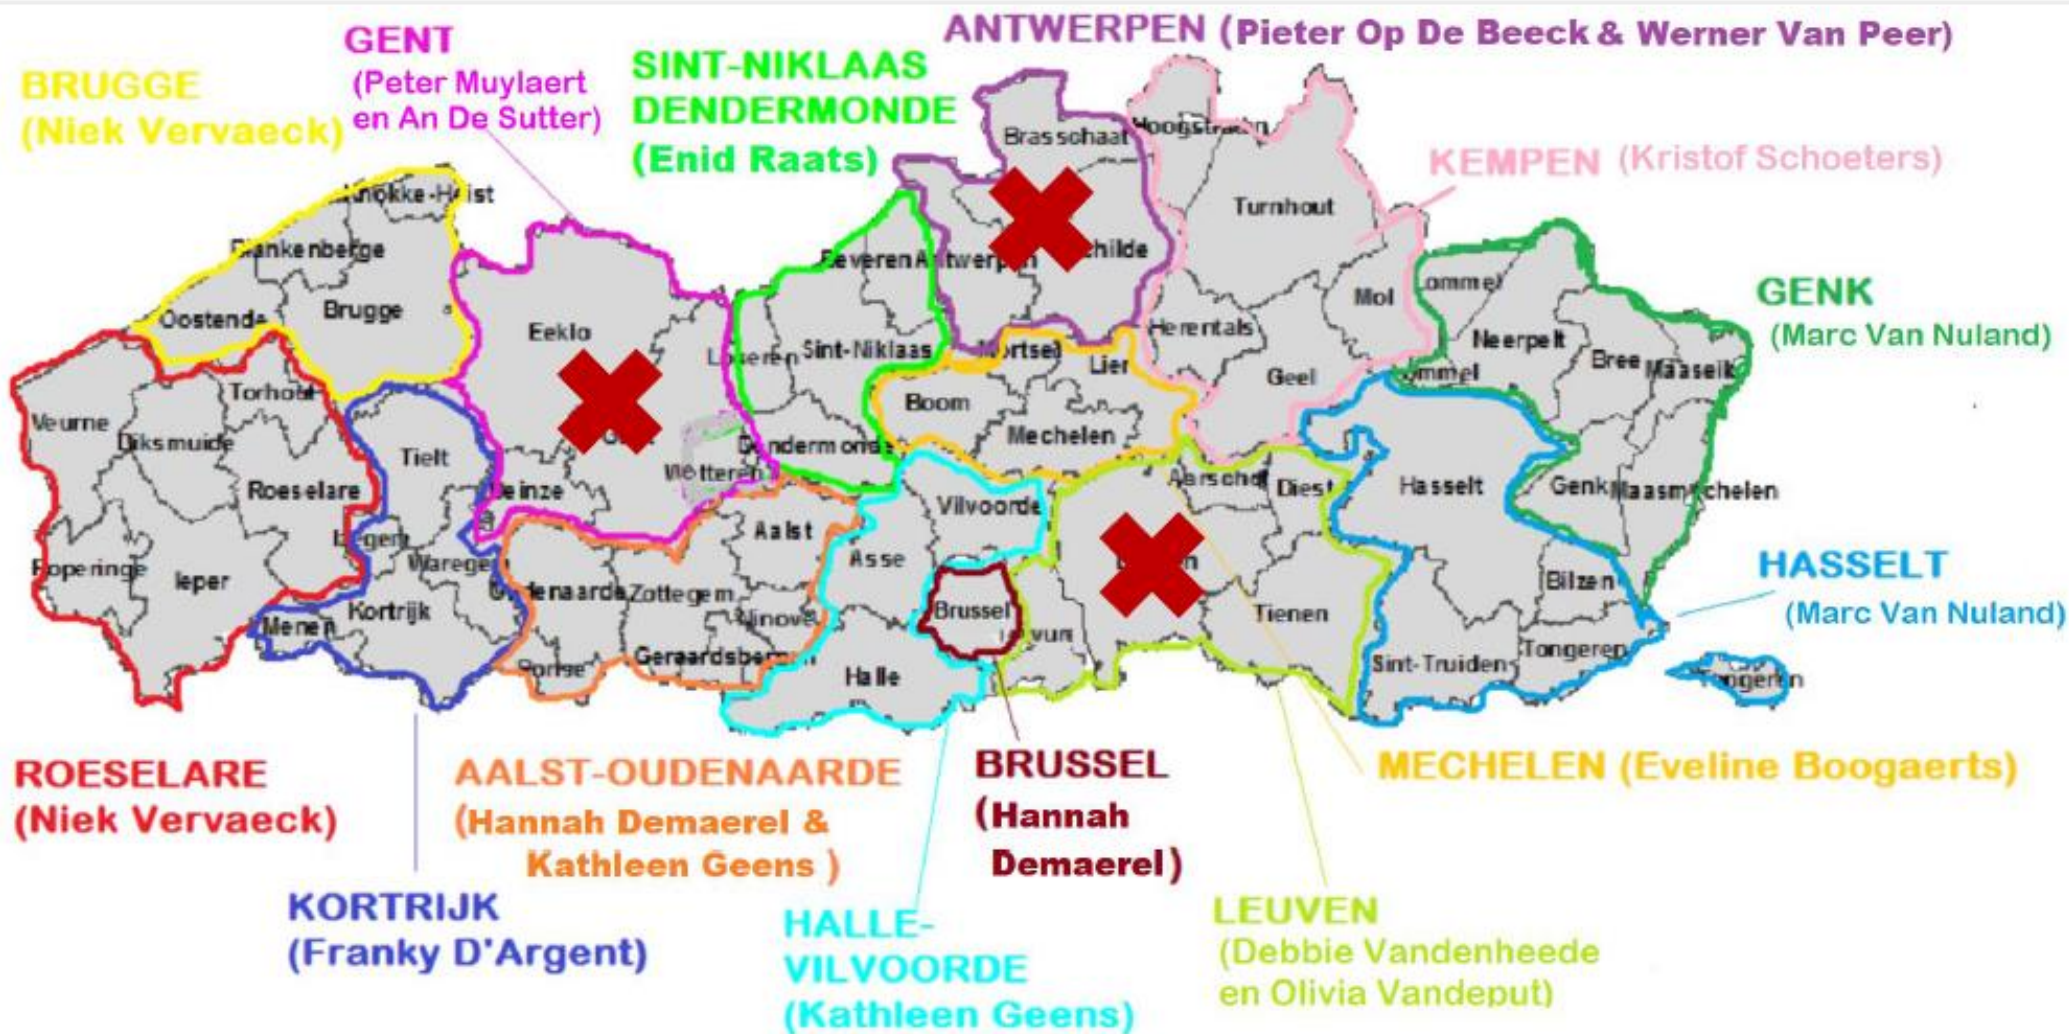 ANTWERPEN (Pieter Op De Beeck & Werner Van Peer)
GENT
(Peter Muylaert
en An De Sutter)
SINT-NIKLAAS
DENDERMONDE
(Enid Raats)
BRUGGE
(Niek Vervaeck)
KEMPEN (Kristof Schoeters)
GENK
(Marc Van Nuland)
HASSELT
(Marc Van Nuland)
Brasschaat
Turnhout
Blankenberge
Beveren
Oostende
Brugge
Eeklo
Mol
Herentals
Neerpelt
Lokeren
Sint-Niklaas
Mortsel
Lier
Bree
Maaseik
Geel
Torhout
Boom
Veurne
Diksmuide
Mechelen
Tielt
Dendermonde
Wetteren
Roeselare
Deinze
Aarschot
Diest
Hasselt
Genk
Maasmechelen
Vilvoorde
Aalst
Asse
Waregem
Poperinge
Ieper
Oudenaarde
Zottegem
Bilzen
Kortrijk
Brussel
Tienen
Menen
Ninove
Geraardsbergen
Halle
Sint-Truiden
Tongeren
Tongeren
ROESELARE
(Niek Vervaeck)
AALST-OUDENAARDE
(Hannah Demaerel &
Kathleen Geens )
BRUSSEL
(Hannah
Demaerel)
MECHELEN (Eveline Boogaerts)
KORTRIJK
(Franky D'Argent)
HALLE-
VILVOORDE
(Kathleen Geens)
LEUVEN
(Debbie Vandenheede
en Olivia Vandeput)